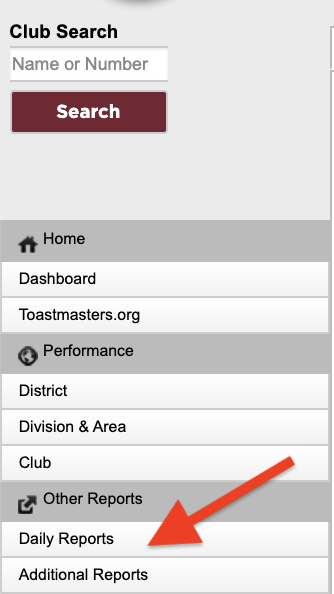 Club Search
Name or Number
Search
Home
Dashboard
Toastmasters.org
Performance
District
Division & Area
Club
Other Reports
Daily Reports
Additional Reports